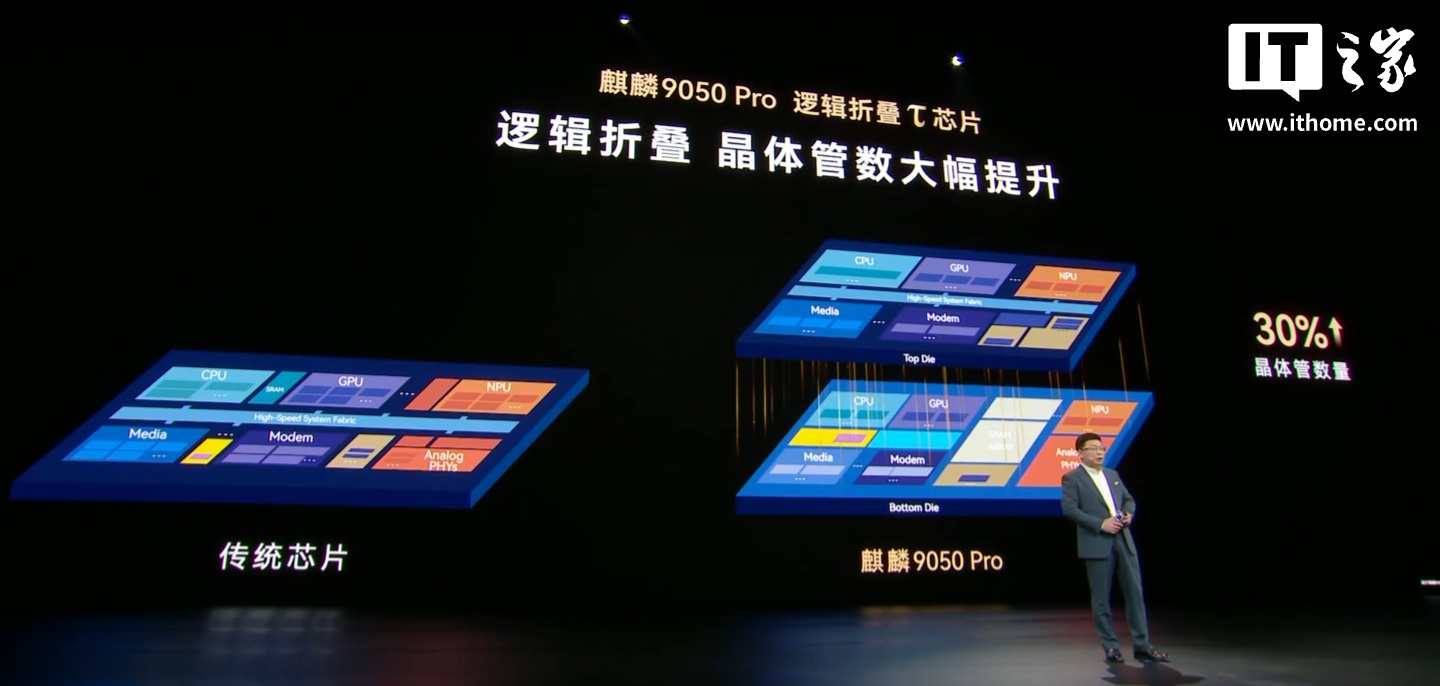 IT之家
www.ithome.com
麒麟9050 Pro 逻辑折叠τ芯片
逻辑折叠 晶体管数大幅提升
CPU
GPU
NPU
High-Speed System Fabric
Media
Modem
Top Die
30%↑
晶体管数量
CPU
SRAM
GPU
NPU
High-Speed System Fabric
Media
Modem
Analog
PHYs
传统芯片
CPU
GPU
NPU
SRAM
ARRAY
Media
Modem
Bottom Die
麒麟9050 Pro